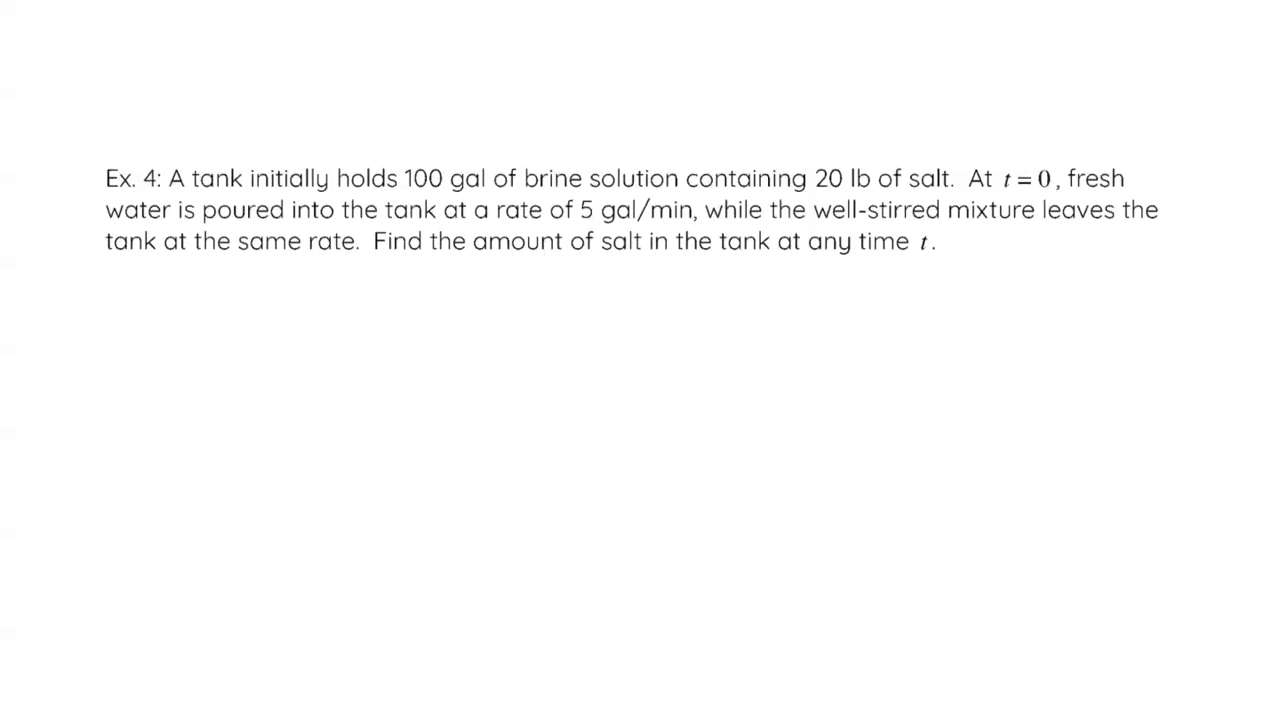 Ex. 4: A tank initially holds 100 gal of brine solution containing 20 lb of salt. At t = 0, fresh
water is poured into the tank at a rate of 5 gal/min, while the well-stirred mixture leaves the
tank at the same rate. Find the amount of salt in the tank at any time t.